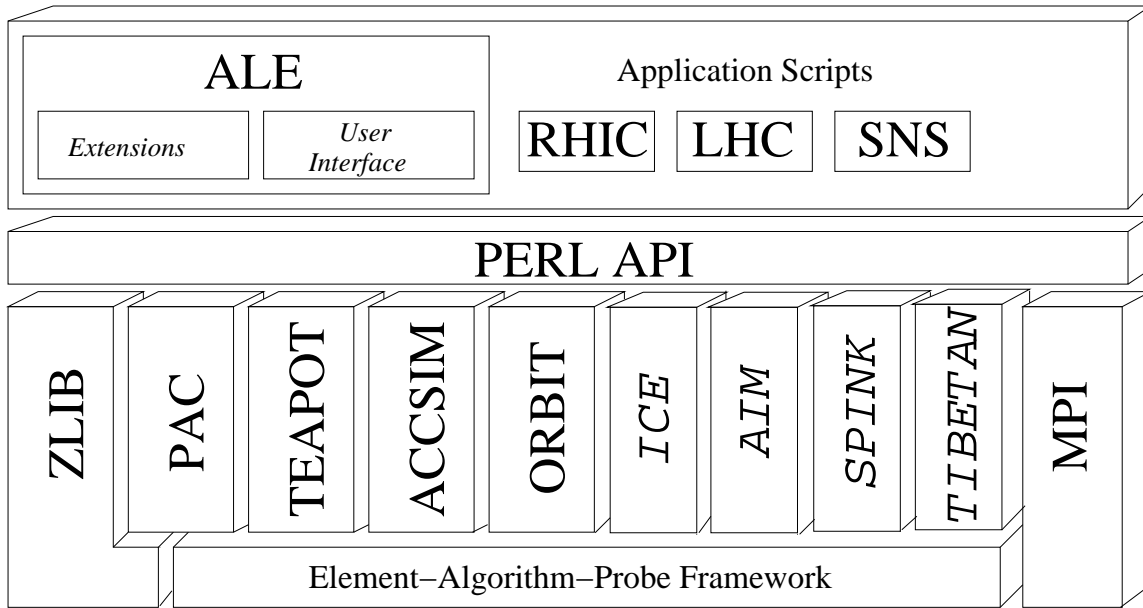 ALE
Application Scripts
Extensions
User
Interface
RHIC
LHC
SNS
PERL API
ZLIB
PAC
TEAPOT
ACCSIM
ORBIT
ICE
AIM
SPINK
TIBETAN
MPI
Element–Algorithm–Probe Framework